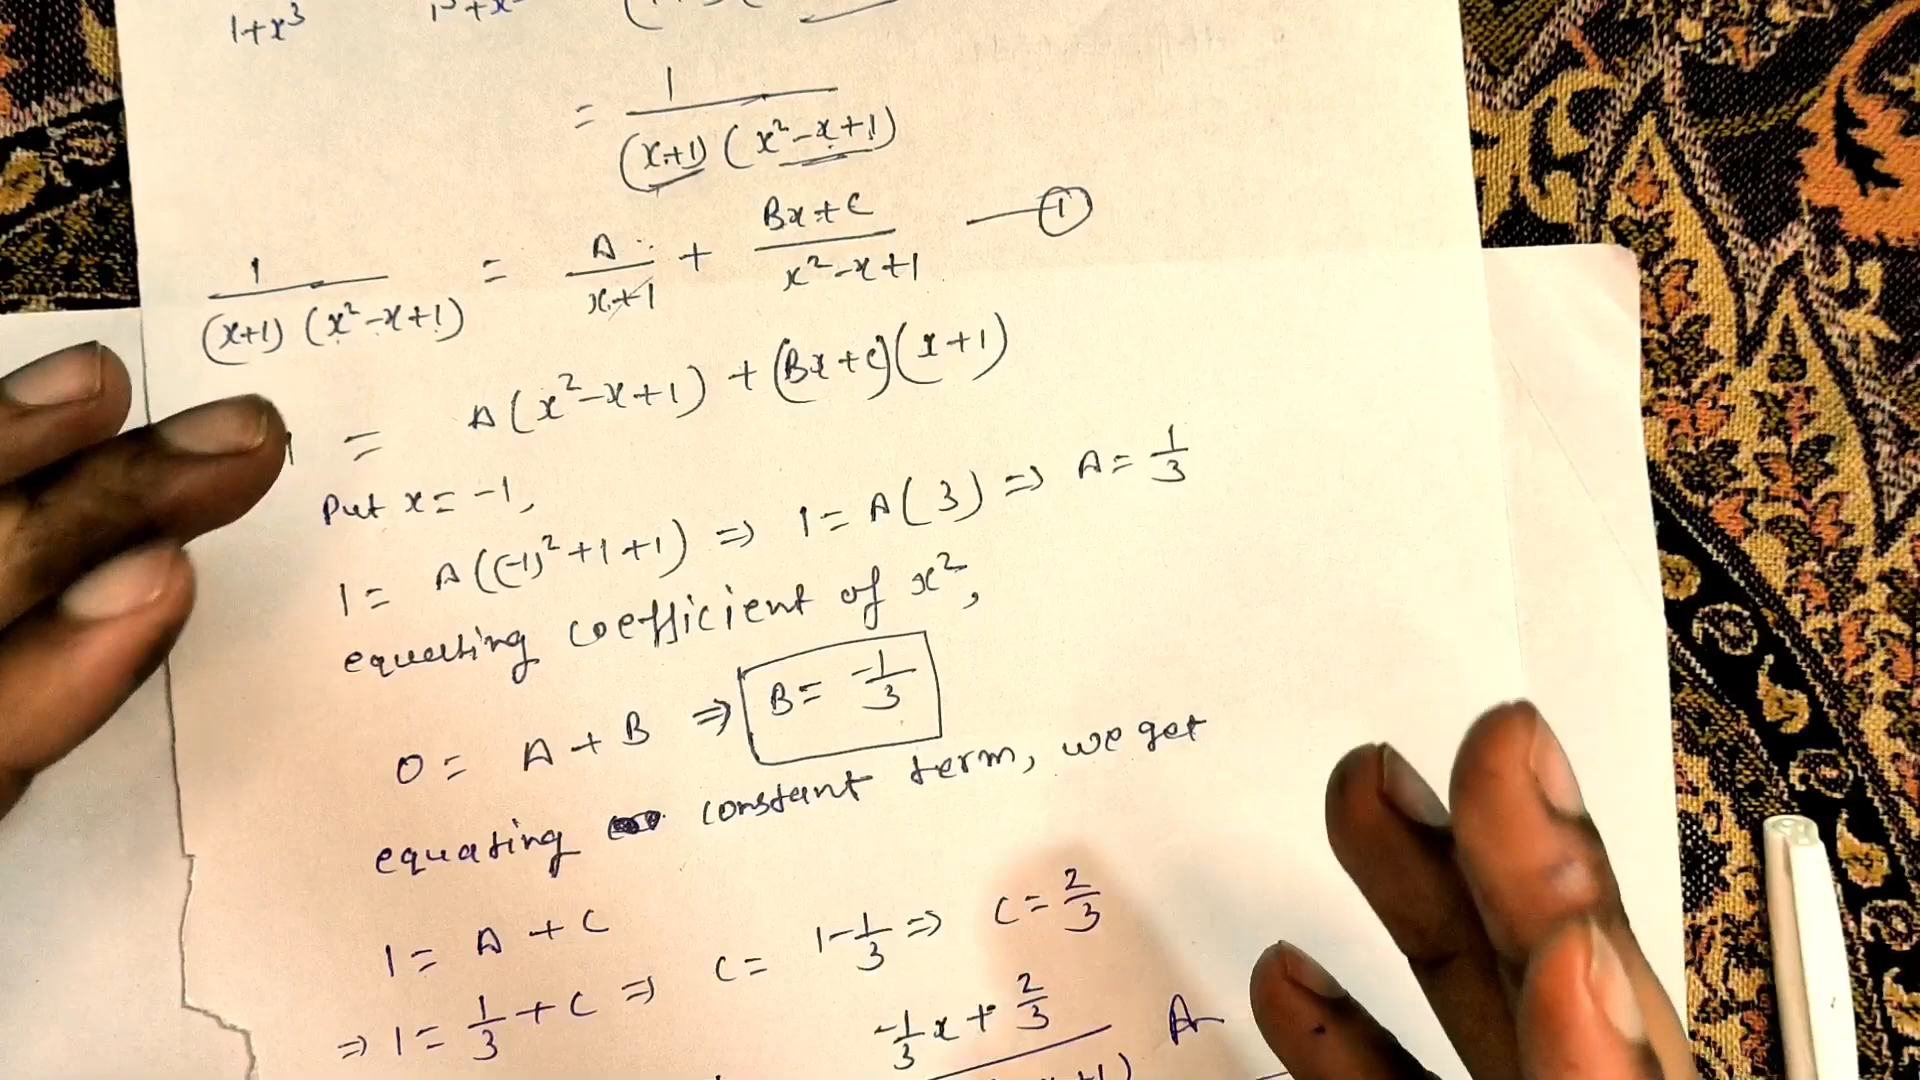 1+x³
= 1/((x+1)(x²-x+1))
1/((x+1)(x²-x+1)) = A/(x+1) + (Bx+C)/(x²-x+1) — ①
1 = A(x²-x+1) + (Bx+C)(x+1)
Put x = -1,
1 = A((-1)²+1+1) ⇒ 1 = A(3) ⇒ A = 1/3
equating coefficient of x²,
0 = A + B ⇒ B = -1/3
equating constant term, we get
1 = A + C
⇒ 1 = 1/3 + C ⇒ C = 1 - 1/3 ⇒ C = 2/3
-1/3 x + 2/3